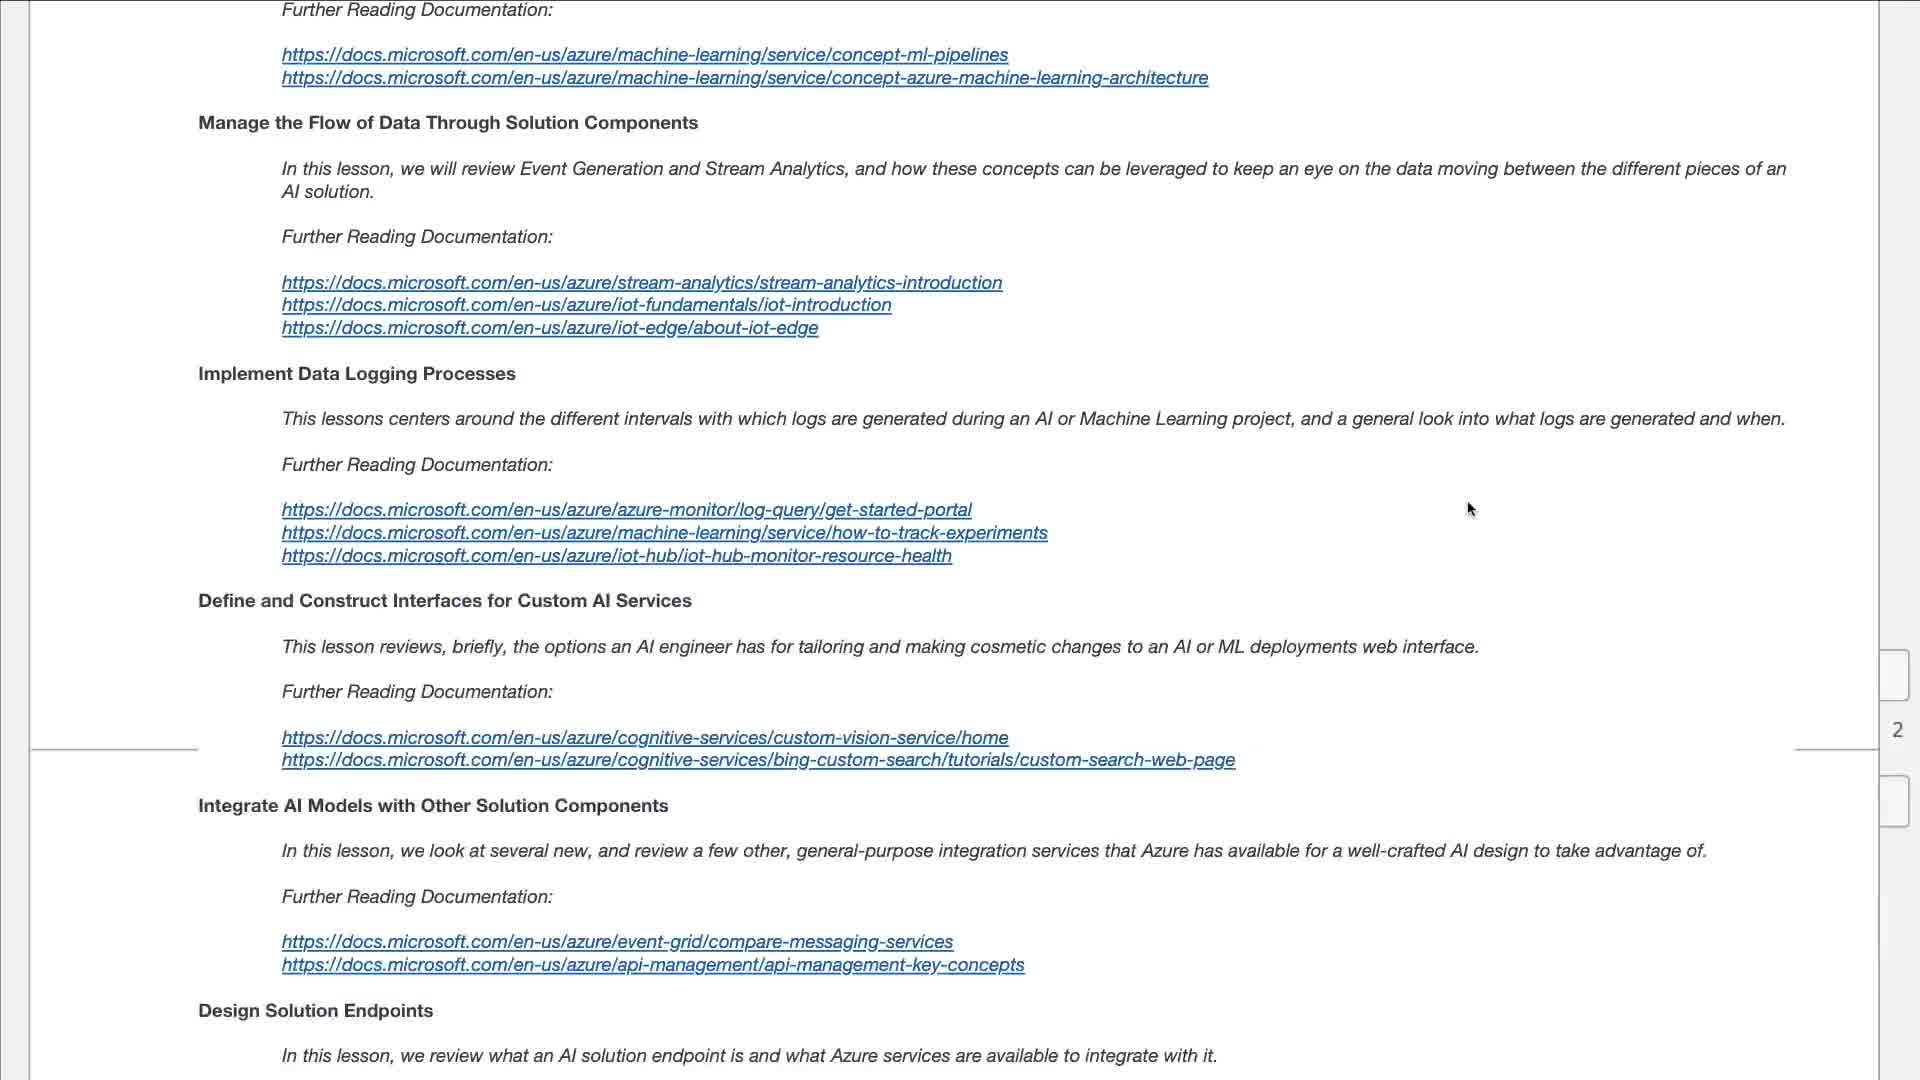 Further Reading Documentation:
https://docs.microsoft.com/en-us/azure/machine-learning/service/concept-ml-pipelines
https://docs.microsoft.com/en-us/azure/machine-learning/service/concept-azure-machine-learning-architecture
Manage the Flow of Data Through Solution Components
In this lesson, we will review Event Generation and Stream Analytics, and how these concepts can be leveraged to keep an eye on the data moving between the different pieces of an
AI solution.
Further Reading Documentation:
https://docs.microsoft.com/en-us/azure/stream-analytics/stream-analytics-introduction
https://docs.microsoft.com/en-us/azure/iot-fundamentals/iot-introduction
https://docs.microsoft.com/en-us/azure/iot-edge/about-iot-edge
Implement Data Logging Processes
This lessons centers around the different intervals with which logs are generated during an AI or Machine Learning project, and a general look into what logs are generated and when.
Further Reading Documentation:
https://docs.microsoft.com/en-us/azure/azure-monitor/log-query/get-started-portal
https://docs.microsoft.com/en-us/azure/machine-learning/service/how-to-track-experiments
https://docs.microsoft.com/en-us/azure/iot-hub/iot-hub-monitor-resource-health
Define and Construct Interfaces for Custom AI Services
This lesson reviews, briefly, the options an AI engineer has for tailoring and making cosmetic changes to an AI or ML deployments web interface.
Further Reading Documentation:
https://docs.microsoft.com/en-us/azure/cognitive-services/custom-vision-service/home
https://docs.microsoft.com/en-us/azure/cognitive-services/bing-custom-search/tutorials/custom-search-web-page
2
Integrate AI Models with Other Solution Components
In this lesson, we look at several new, and review a few other, general-purpose integration services that Azure has available for a well-crafted AI design to take advantage of.
Further Reading Documentation:
https://docs.microsoft.com/en-us/azure/event-grid/compare-messaging-services
https://docs.microsoft.com/en-us/azure/api-management/api-management-key-concepts
Design Solution Endpoints
In this lesson, we review what an AI solution endpoint is and what Azure services are available to integrate with it.